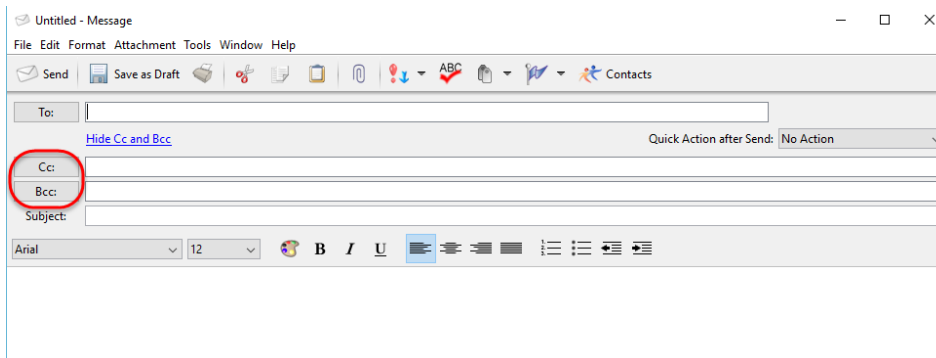 Untitled - Message
File Edit Format Attachment Tools Window Help
Send Save as Draft ABC Contacts
To:
Hide Cc and Bcc Quick Action after Send: No Action
Cc:
Bcc:
Subject:
Arial 12 B I U